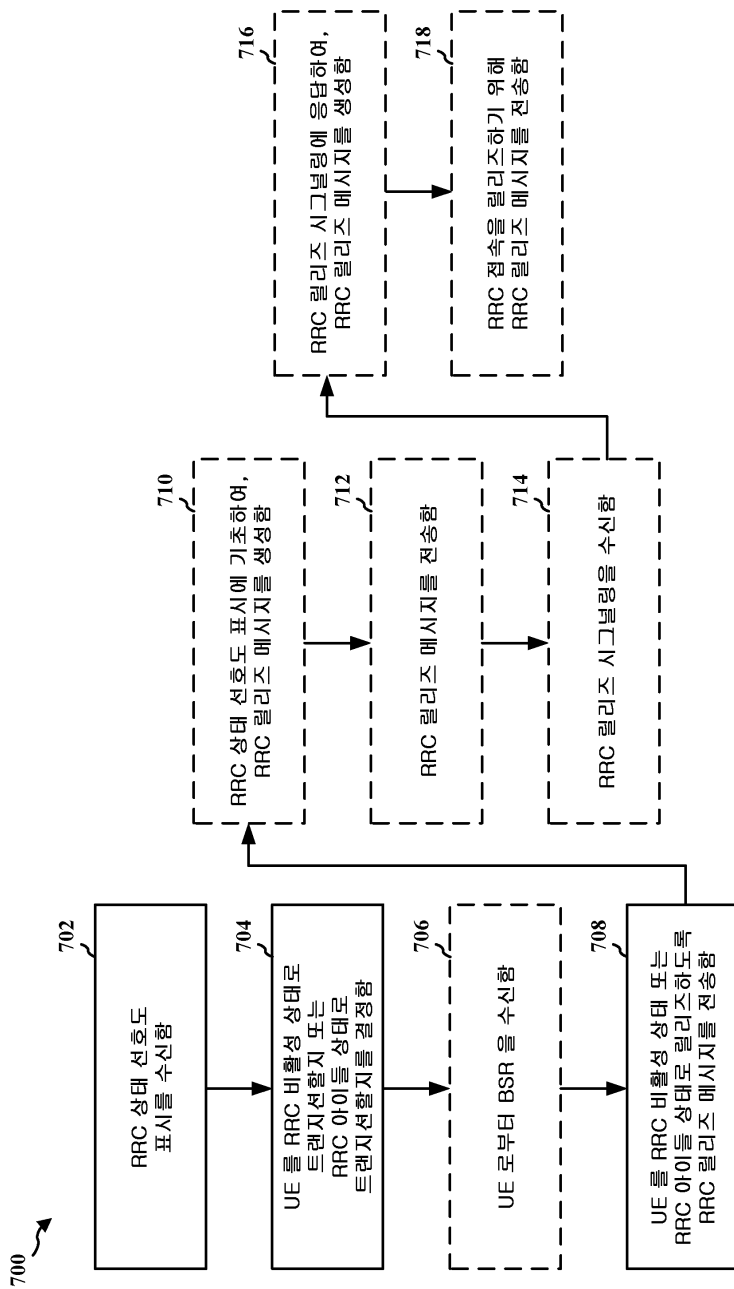 700
702
RRC 상태 선호도
표시를 수신함
704
UE 를 RRC 비활성 상태로
트랜지션할지 또는
RRC 아이들 상태로
트랜지션할지를 결정함
706
UE 로부터 BSR 을 수신함
708
UE 를 RRC 비활성 상태 또는
RRC 아이들 상태로 릴리즈하도록
RRC 릴리즈 메시지를 전송함
710
RRC 상태 선호도 표시에 기초하여,
RRC 릴리즈 메시지를 생성함
712
RRC 릴리즈 메시지를 전송함
714
RRC 릴리즈 시그널링을 수신함
716
RRC 릴리즈 시그널링에 응답하여,
RRC 릴리즈 메시지를 생성함
718
RRC 접속을 릴리즈하기 위해
RRC 릴리즈 메시지를 전송함